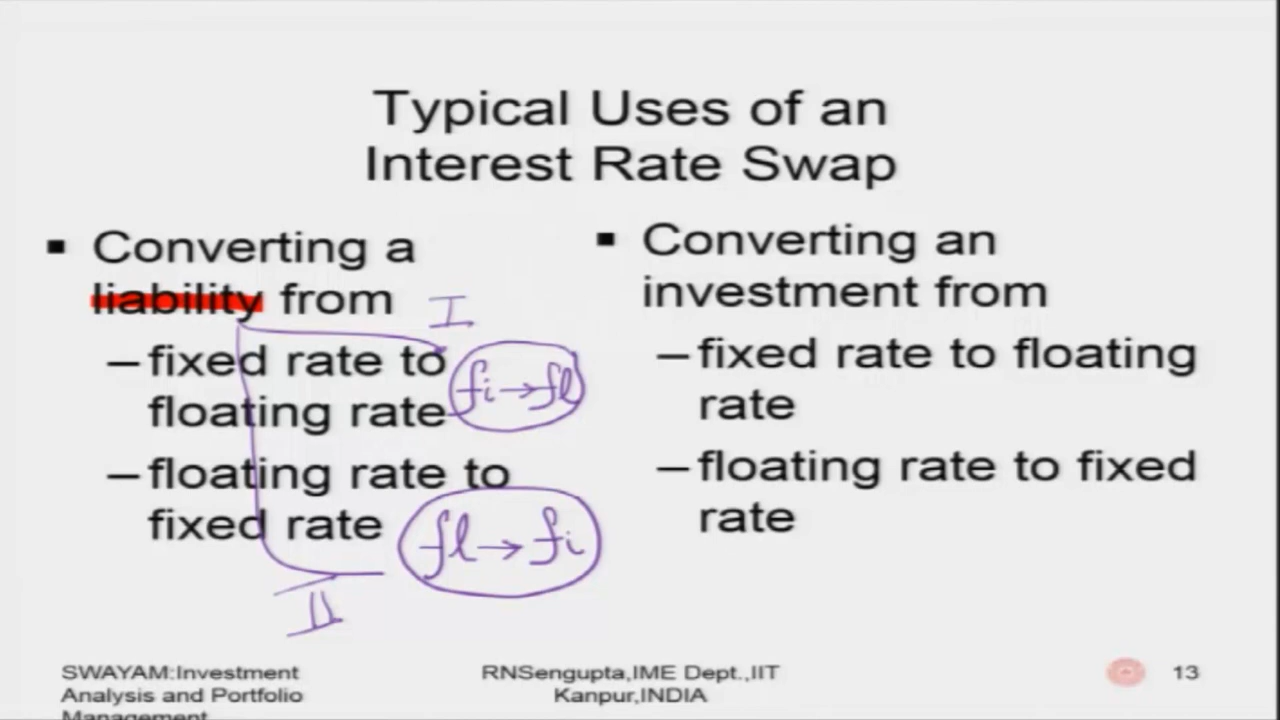 Typical Uses of an
Interest Rate Swap
▪ Converting a
liability from
– fixed rate to
floating rate
– floating rate to
fixed rate
I
fi→fl
fl→fi
II
▪ Converting an
investment from
– fixed rate to floating
rate
– floating rate to fixed
rate
SWAYAM:Investment
Analysis and Portfolio
Management
RNSengupta,IME Dept.,IIT
Kanpur,INDIA
13